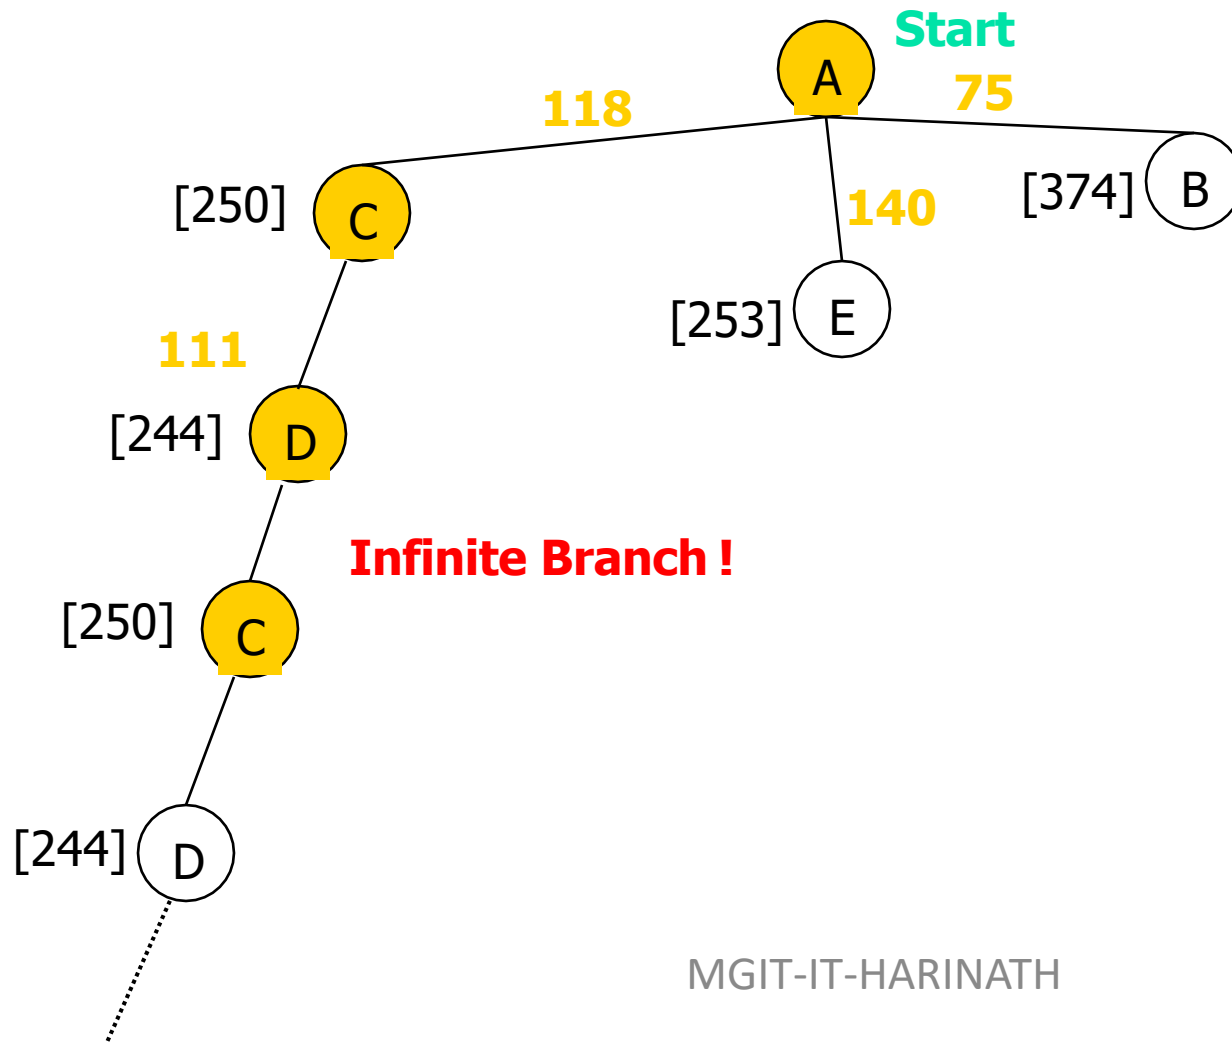 Start
A
75
118
[250]
C
140
[374]
B
[253]
E
111
[244]
D
Infinite Branch !
[250]
C
[244]
D
MGIT-IT-HARINATH